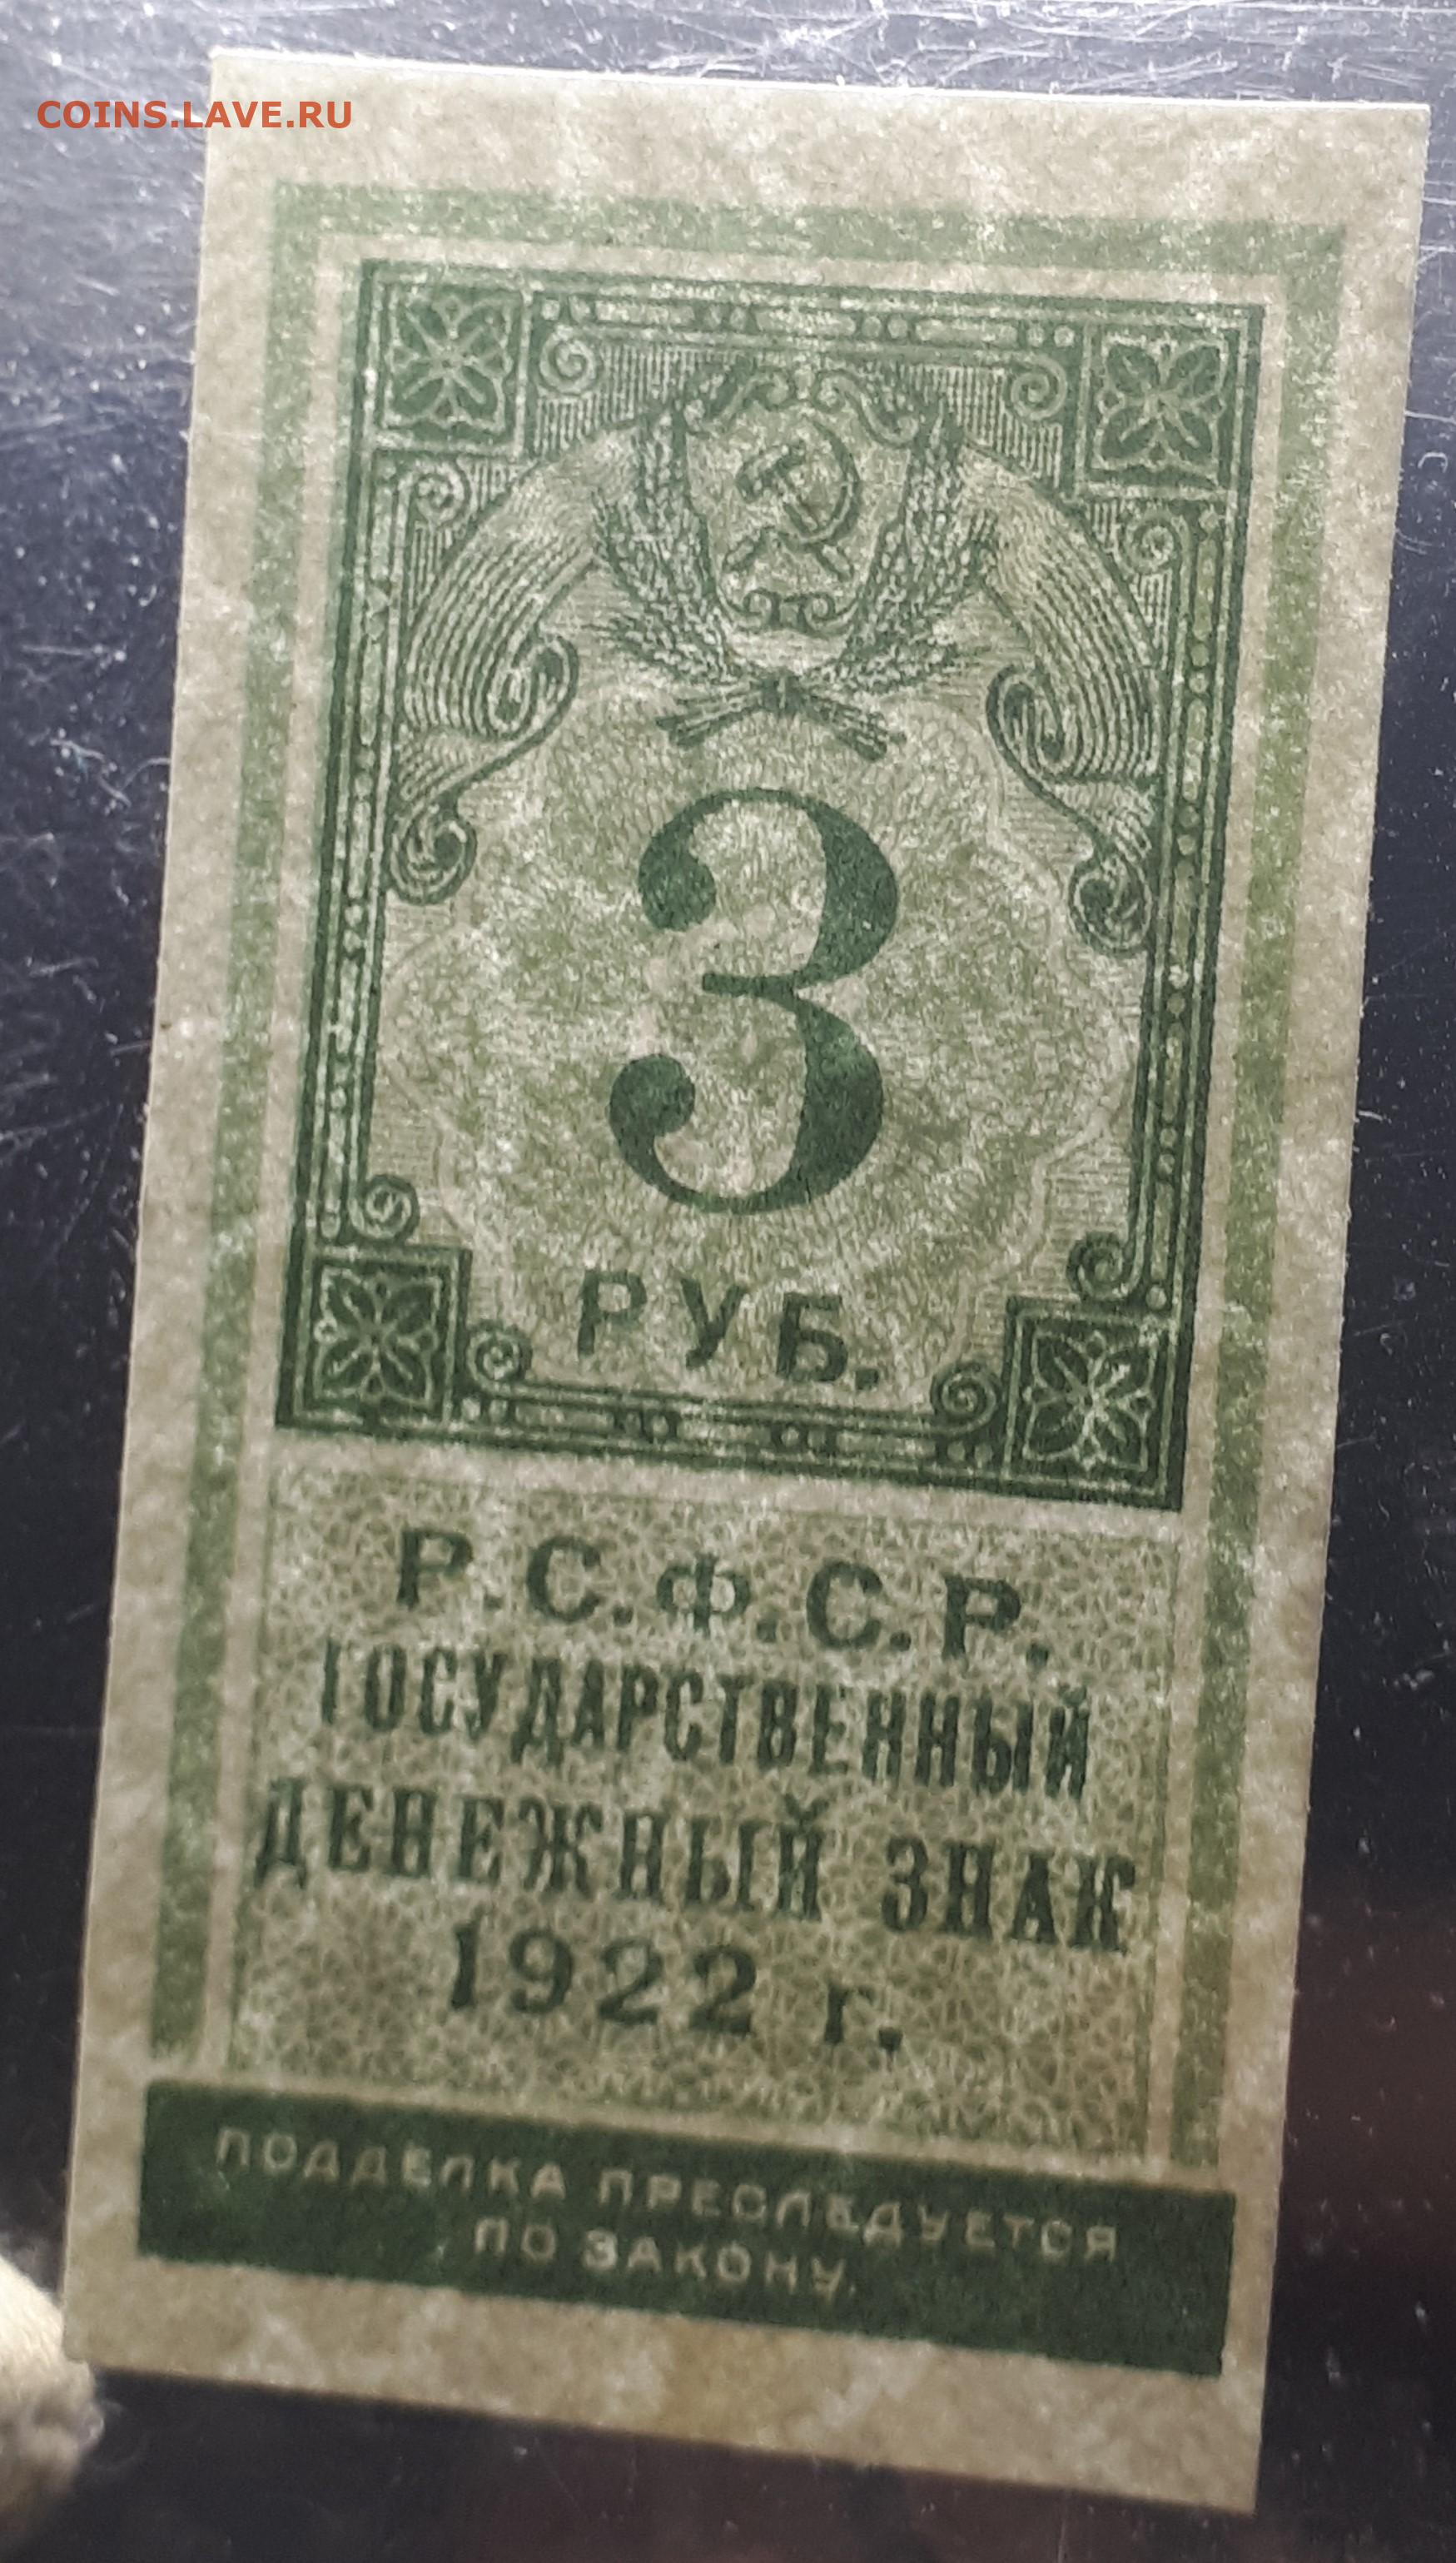 COINS.LAVE.RU
3
РУБ.
Р.С.Ф.С.Р.
ГОСУДАРСТВЕННЫЙ
ДЕНЕЖНЫЙ ЗНАК
1922 г.
ПОДДЕЛКА ПРЕСЛЕДУЕТСЯ
ПО ЗАКОНУ.